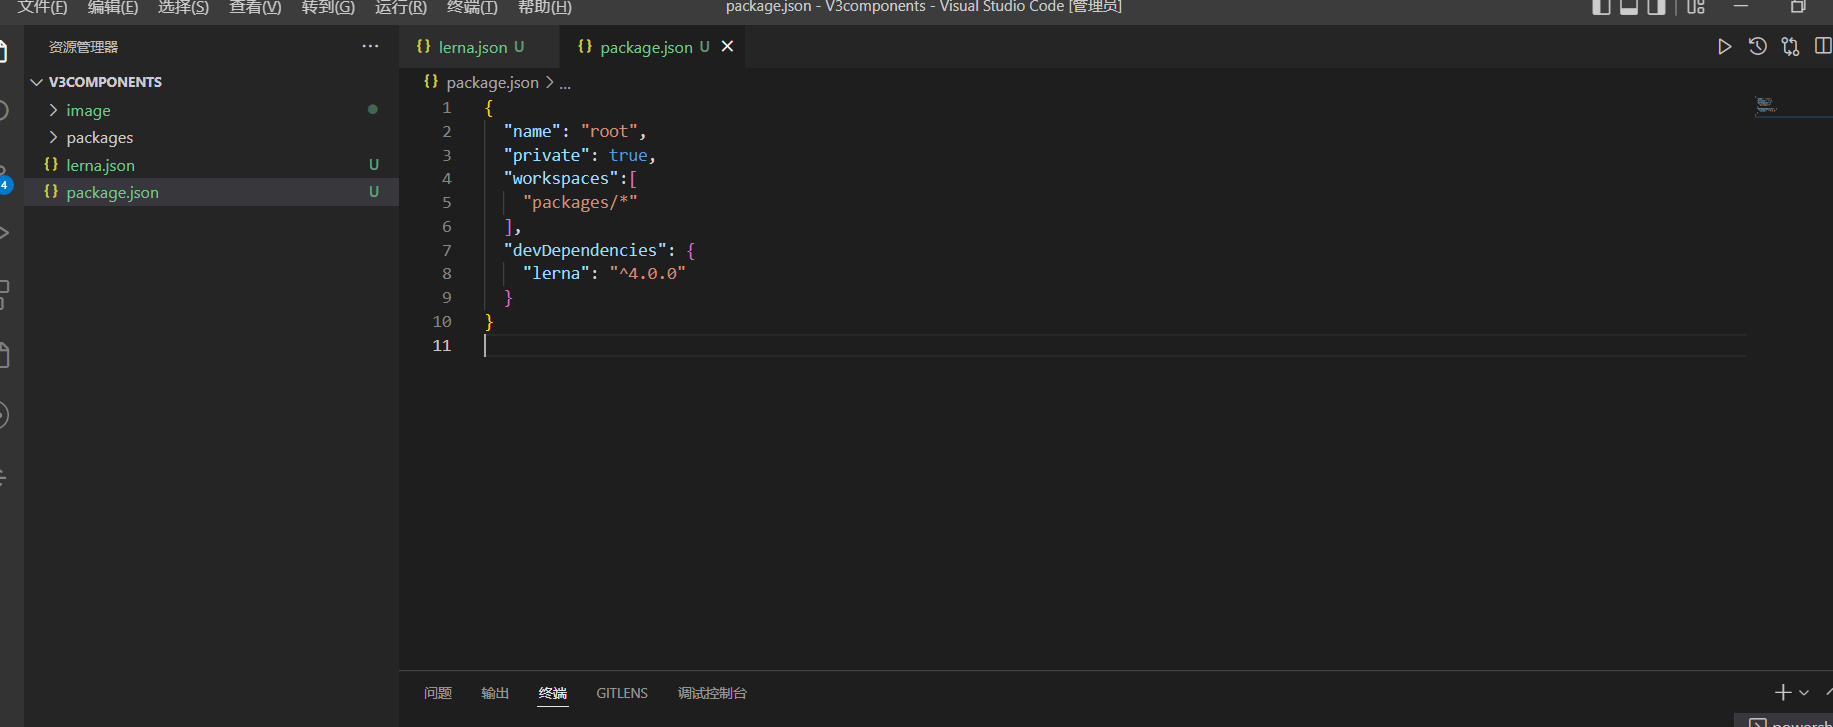 文件(F) 编辑(E) 选择(S) 查看(V) 转到(G) 运行(R) 终端(T) 帮助(H) package.json - V3components - Visual Studio Code [管理员]
资源管理器 ···
{} lerna.json U {} package.json U
V3COMPONENTS
image
packages
{} lerna.json U
{} package.json U
4
{} package.json > ...
1 {
2 "name": "root",
3 "private": true,
4 "workspaces":[
5 "packages/*"
6 ],
7 "devDependencies": {
8 "lerna": "^4.0.0"
9 }
10 }
11
问题 输出 终端 GITLENS 调试控制台